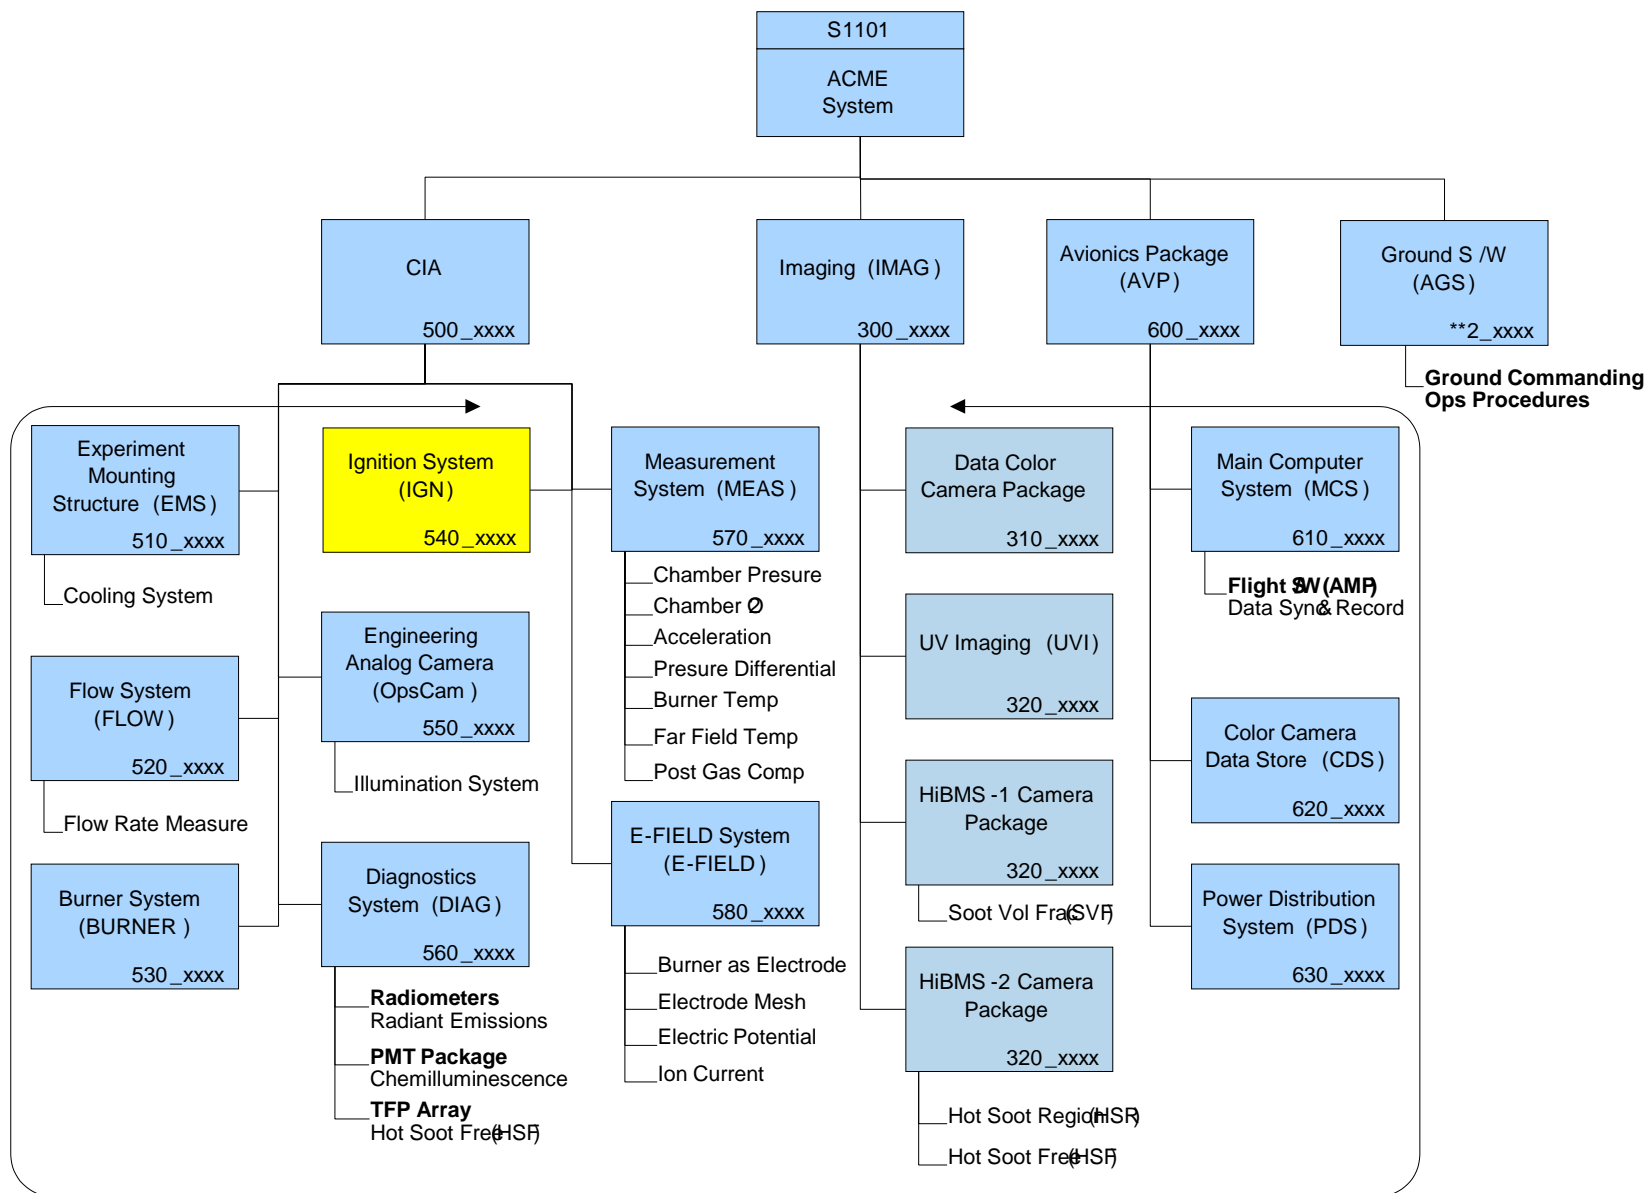 S1101
ACME
System
CIA
500_xxxx
Imaging (IMAG)
300_xxxx
Avionics Package
(AVP)
600_xxxx
Ground S/W
(AGS)
**2_xxxx
Ground Commanding
Ops Procedures
Experiment
Mounting
Structure (EMS)
510_xxxx
Cooling System
Flow System
(FLOW)
520_xxxx
Flow Rate Measure
Burner System
(BURNER)
530_xxxx
Ignition System
(IGN)
540_xxxx
Engineering
Analog Camera
(OpsCam)
550_xxxx
Illumination System
Diagnostics
System (DIAG)
560_xxxx
Radiometers
Radiant Emissions
PMT Package
Chemilluminescence
TFP Array
Hot Soot Free (HSF)
Measurement
System (MEAS)
570_xxxx
Chamber Presure
Chamber O2
Acceleration
Presure Differential
Burner Temp
Far Field Temp
Post Gas Comp
E-FIELD System
(E-FIELD)
580_xxxx
Burner as Electrode
Electrode Mesh
Electric Potential
Ion Current
Data Color
Camera Package
310_xxxx
UV Imaging (UVI)
320_xxxx
HiBMS-1 Camera
Package
320_xxxx
Soot Vol Frac (SVF)
HiBMS-2 Camera
Package
320_xxxx
Hot Soot Region (HSR)
Hot Soot Free (HSF)
Main Computer
System (MCS)
610_xxxx
Flight S/W (AMP)
Data Sync & Record
Color Camera
Data Store (CDS)
620_xxxx
Power Distribution
System (PDS)
630_xxxx